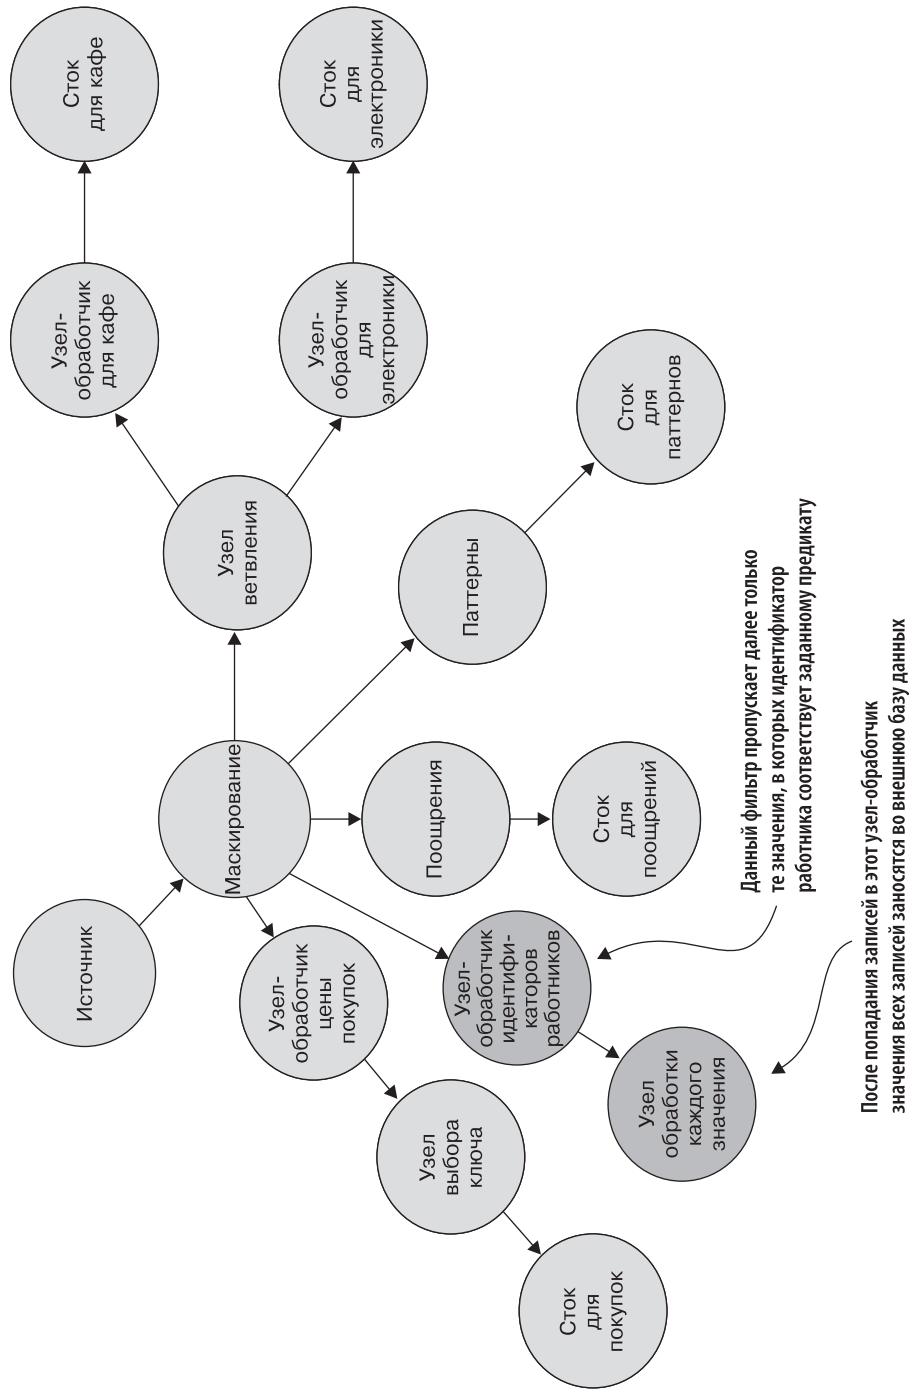 Источник
Маскирование
Узел
ветвления
Узел-
обработчик
для кафе
Сток
для кафе
Узел-
обработчик
для
электроники
Сток
для
электроники
Паттерны
Сток
для
паттернов
Поощрения
Сток
для
поощрений
Узел-
обработчик
цены
покупок
Узел
выбора
ключа
Сток
для
покупок
Узел-
обработчик
идентифи-
каторов
работников
Узел
обработки
каждого
значения
Данный фильтр пропускает далее только
те значения, в которых идентификатор
работника соответствует заданному предикату
После попадания записей в этот узел-обработчик
значения всех записей заносятся во внешнюю базу данных